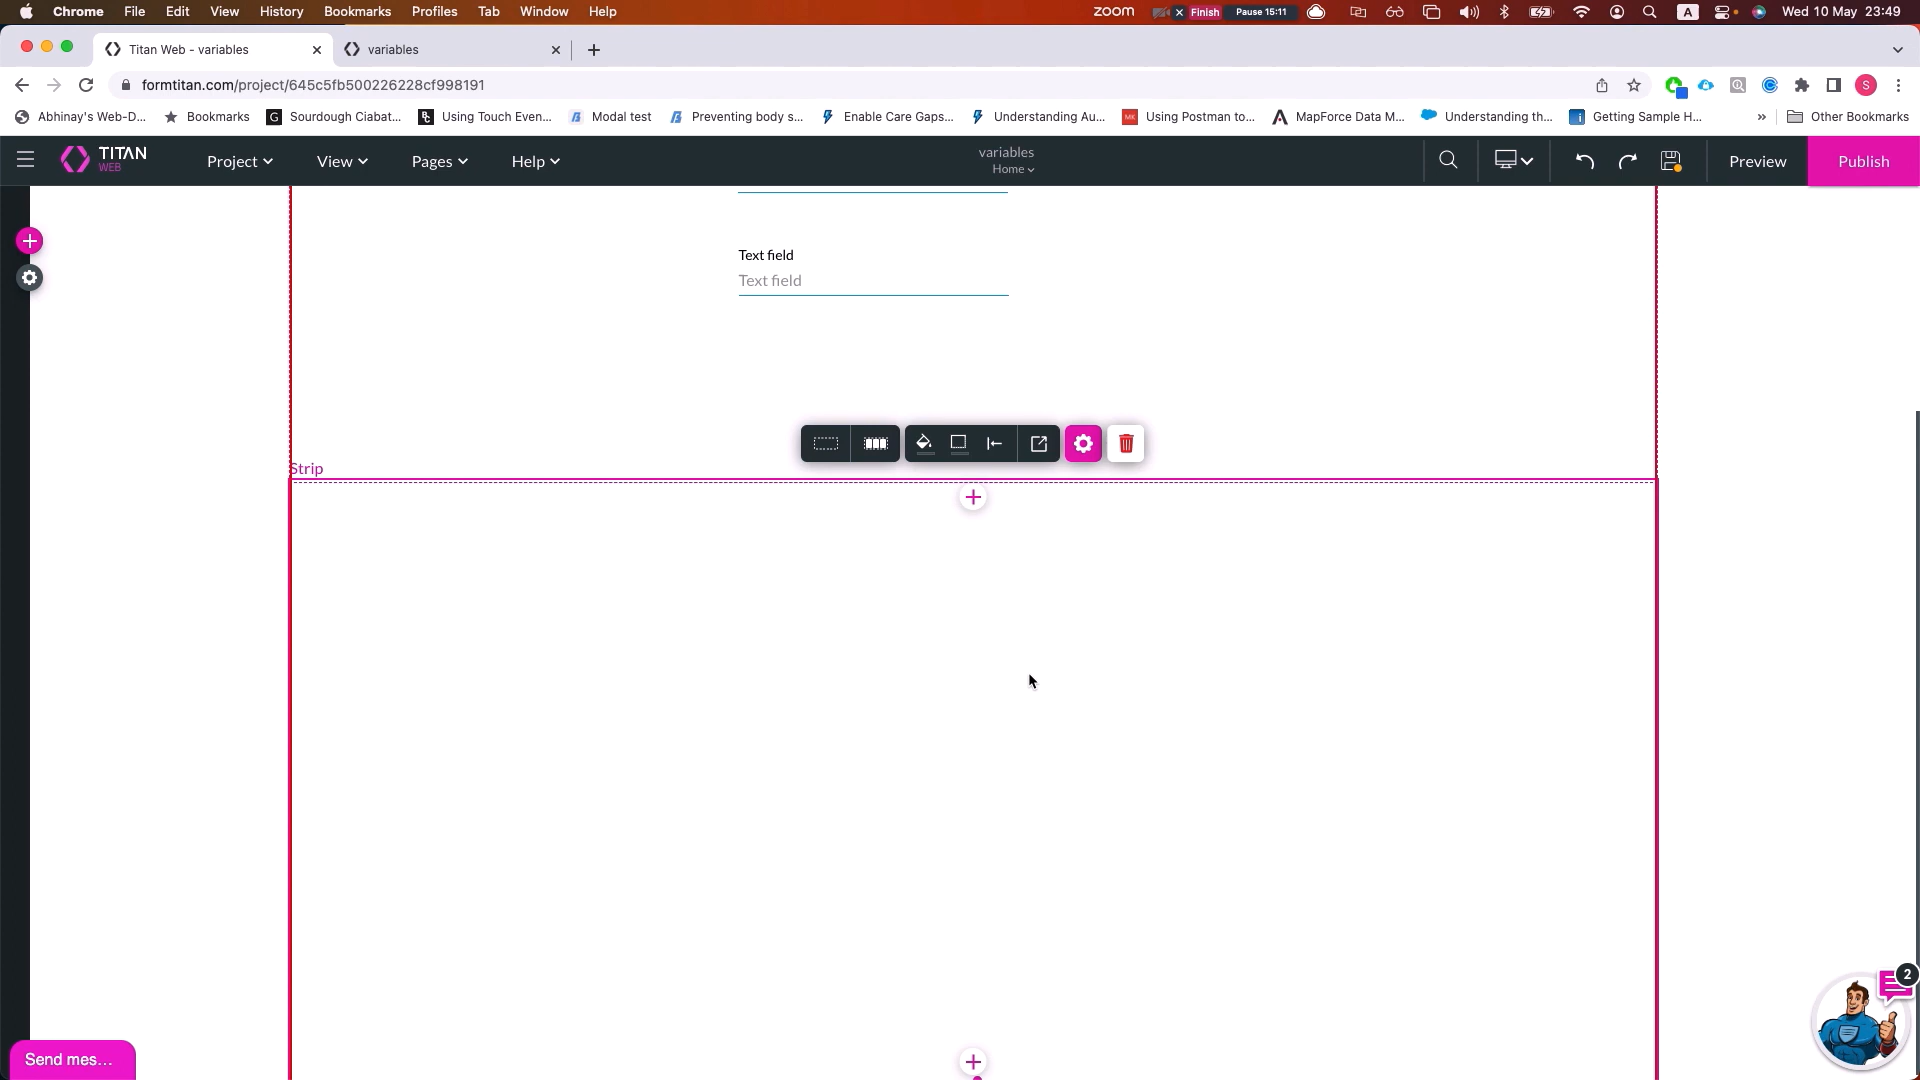 Chrome File Edit View History Bookmarks Profiles Tab Window Help zoom Finish Pause 15:11 A Wed 10 May 23:49
Titan Web - variables variables
formtitan.com/project/645c5fb500226228cf998191 S
Abhinay's Web-D... Bookmarks G Sourdough Ciabat... Using Touch Even... Modal test Preventing body s... Enable Care Gaps... Understanding Au... MK Using Postman to... MapForce Data M... Understanding th... Getting Sample H... » Other Bookmarks
TITAN
WEB
Project View Pages Help
variables
Home
Preview Publish
Text field
Text field
Strip
2
Send mes...